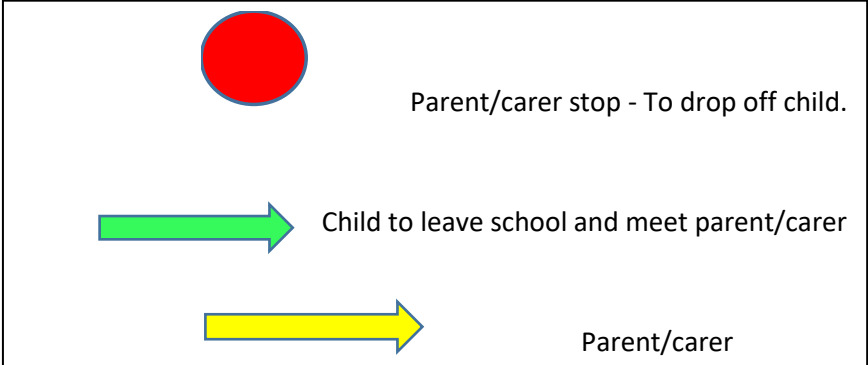 Parent/carer stop - To drop off child.
Child to leave school and meet parent/carer
Parent/carer